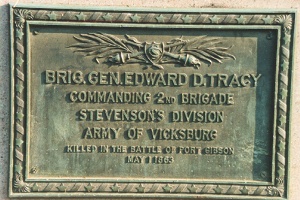 BRIG. GEN. EDWARD D. TRACY
COMMANDING 2ND BRIGADE
STEVENSON'S DIVISION
ARMY OF VICKSBURG
KILLED IN THE BATTLE OF PORT GIBSON
MAY 1 1863